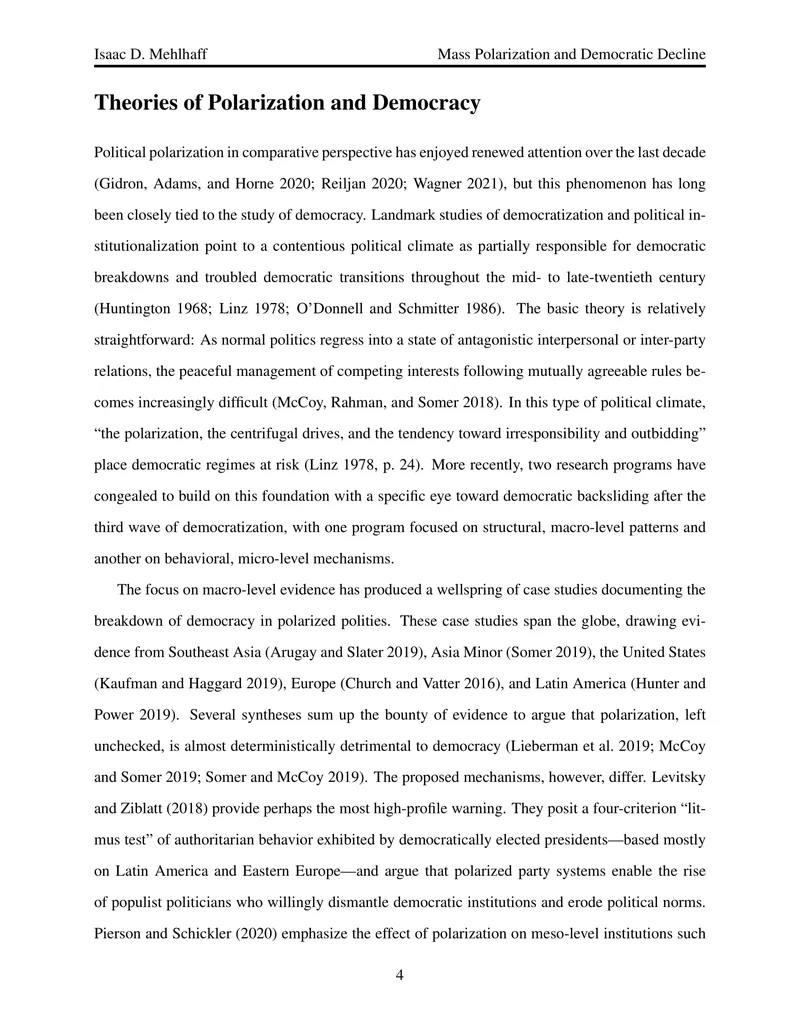 Isaac D. Mehlhaff
Mass Polarization and Democratic Decline
Theories of Polarization and Democracy
Political polarization in comparative perspective has enjoyed renewed attention over the last decade
(Gidron, Adams, and Horne 2020; Reiljan 2020; Wagner 2021), but this phenomenon has long
been closely tied to the study of democracy. Landmark studies of democratization and political in-
stitutionalization point to a contentious political climate as partially responsible for democratic
breakdowns and troubled democratic transitions throughout the mid- to late-twentieth century
(Huntington 1968; Linz 1978; O’Donnell and Schmitter 1986). The basic theory is relatively
straightforward: As normal politics regress into a state of antagonistic interpersonal or inter-party
relations, the peaceful management of competing interests following mutually agreeable rules be-
comes increasingly difficult (McCoy, Rahman, and Somer 2018). In this type of political climate,
“the polarization, the centrifugal drives, and the tendency toward irresponsibility and outbidding”
place democratic regimes at risk (Linz 1978, p. 24). More recently, two research programs have
congealed to build on this foundation with a specific eye toward democratic backsliding after the
third wave of democratization, with one program focused on structural, macro-level patterns and
another on behavioral, micro-level mechanisms.
The focus on macro-level evidence has produced a wellspring of case studies documenting the
breakdown of democracy in polarized polities. These case studies span the globe, drawing evi-
dence from Southeast Asia (Arugay and Slater 2019), Asia Minor (Somer 2019), the United States
(Kaufman and Haggard 2019), Europe (Church and Vatter 2016), and Latin America (Hunter and
Power 2019). Several syntheses sum up the bounty of evidence to argue that polarization, left
unchecked, is almost deterministically detrimental to democracy (Lieberman et al. 2019; McCoy
and Somer 2019; Somer and McCoy 2019). The proposed mechanisms, however, differ. Levitsky
and Ziblatt (2018) provide perhaps the most high-profile warning. They posit a four-criterion “lit-
mus test” of authoritarian behavior exhibited by democratically elected presidents—based mostly
on Latin America and Eastern Europe—and argue that polarized party systems enable the rise
of populist politicians who willingly dismantle democratic institutions and erode political norms.
Pierson and Schickler (2020) emphasize the effect of polarization on meso-level institutions such
4